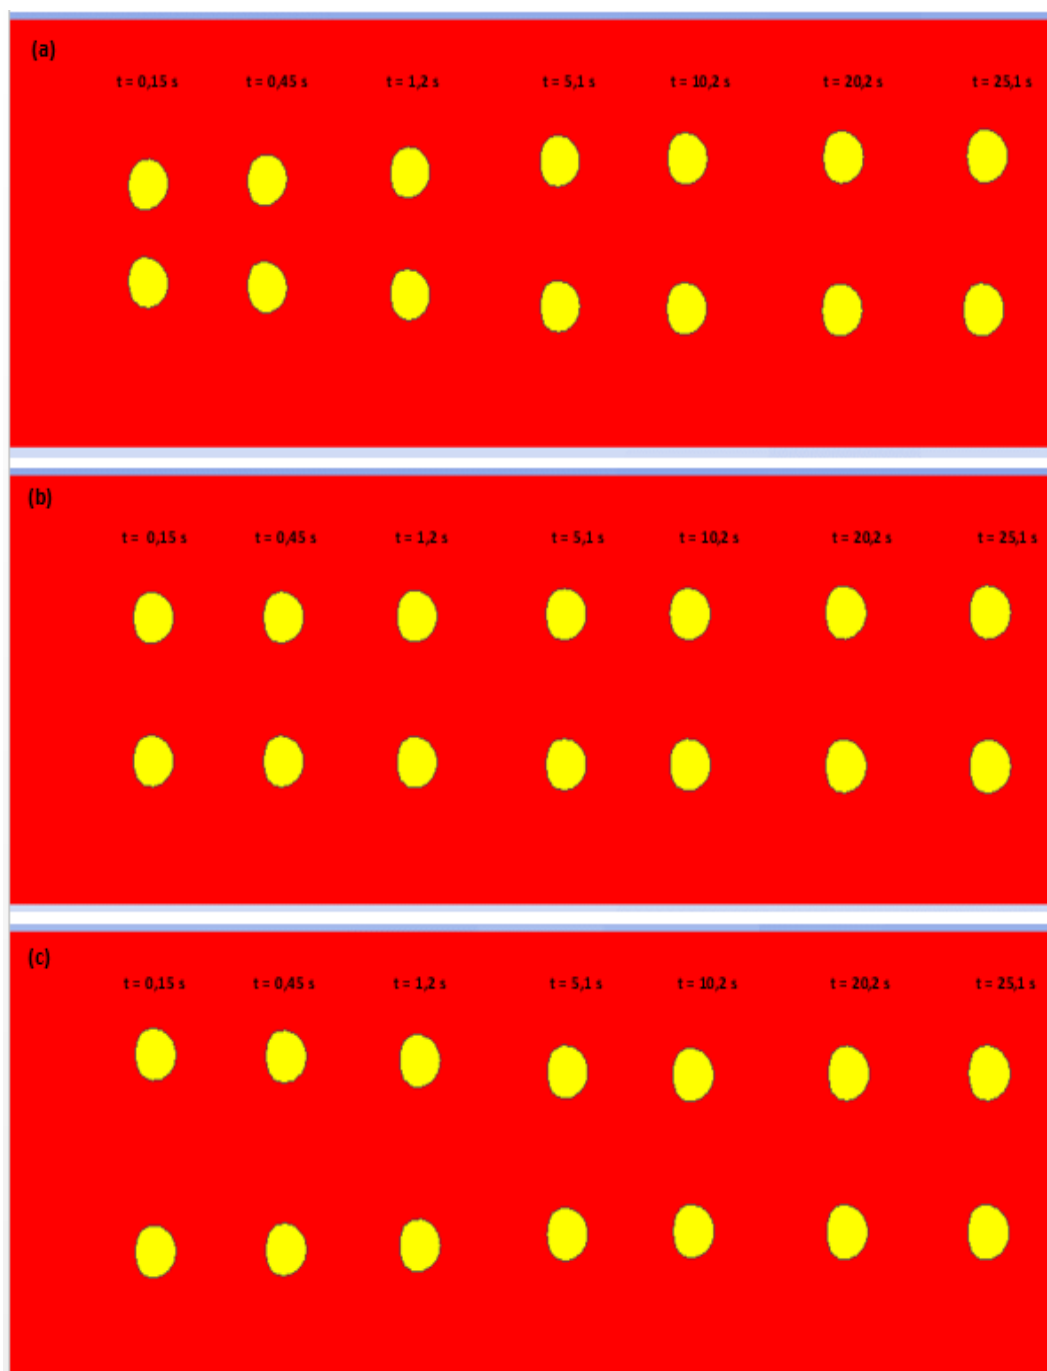 (a)
t = 0,15 s t = 0,45 s t = 1,2 s t = 5,1 s t = 10,2 s t = 20,2 s t = 25,1 s
(b)
t = 0,15 s t = 0,45 s t = 1,2 s t = 5,1 s t = 10,2 s t = 20,2 s t = 25,1 s
(c)
t = 0,15 s t = 0,45 s t = 1,2 s t = 5,1 s t = 10,2 s t = 20,2 s t = 25,1 s